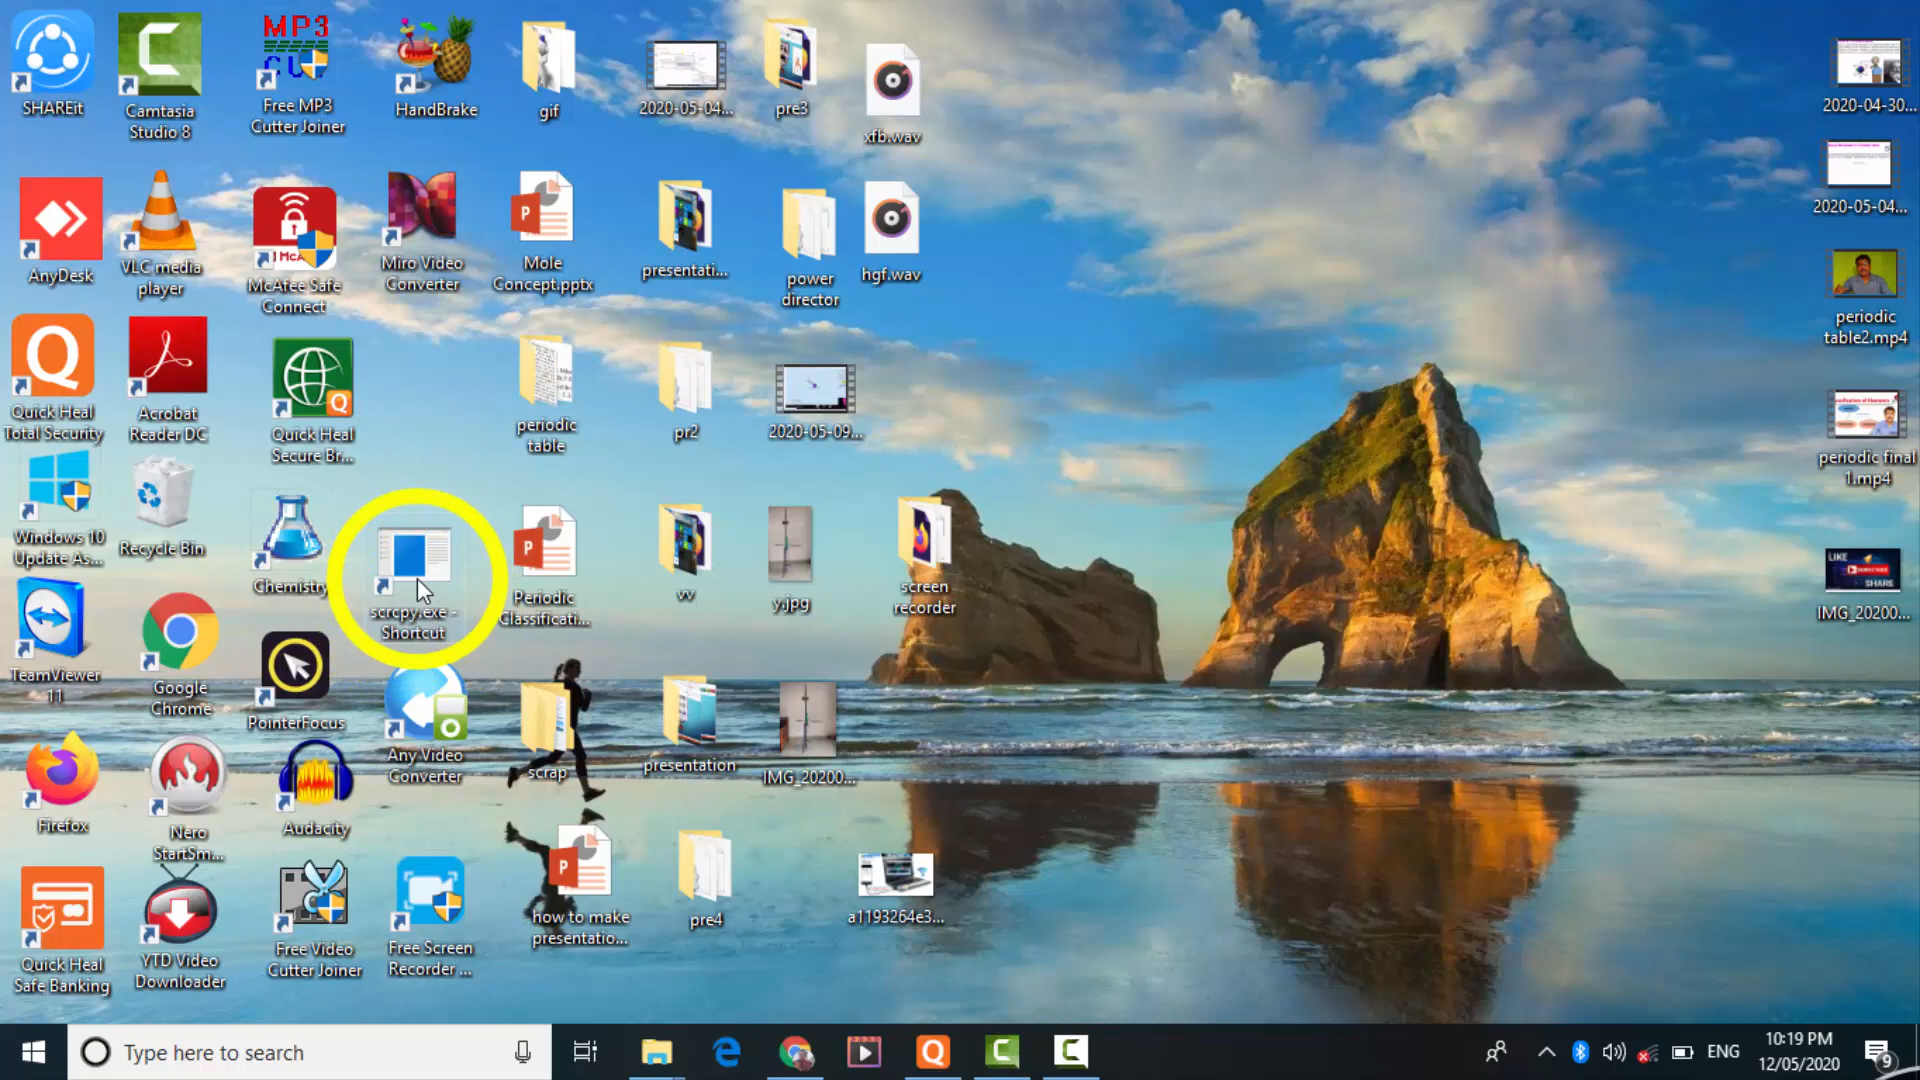 SHAREit
Camtasia
Studio 8
MP3
CUT
Free MP3
Cutter Joiner
HandBrake
gif
2020-05-04...
pre3
xfb.wav
2020-04-30...
AnyDesk
VLC media
player
McAfee Safe
Connect
Miro Video
Converter
P
Mole
Concept.pptx
presentati...
power
director
hgf.wav
2020-05-04...
periodic
table2.mp4
Quick Heal
Total Security
Acrobat
Reader DC
Quick Heal
Secure Br...
periodic
table
pr2
2020-05-09...
periodic final
1.mp4
Windows 10
Update As...
Recycle Bin
Chemistry
scrcpy.exe -
Shortcut
P
Periodic
Classificati...
vv
y.jpg
screen
recorder
LIKE
SUBSCRIBE
SHARE
IMG_20200...
TeamViewer
11
Google
Chrome
PointerFocus
Any Video
Converter
scrap
presentation
IMG_20200...
Firefox
Nero
StartSm...
Audacity
Quick Heal
Safe Banking
YTD Video
Downloader
Free Video
Cutter Joiner
Free Screen
Recorder ...
P
how to make
presentatio...
pre4
a1193264e3...
Type here to search
ENG
10:19 PM
12/05/2020
9